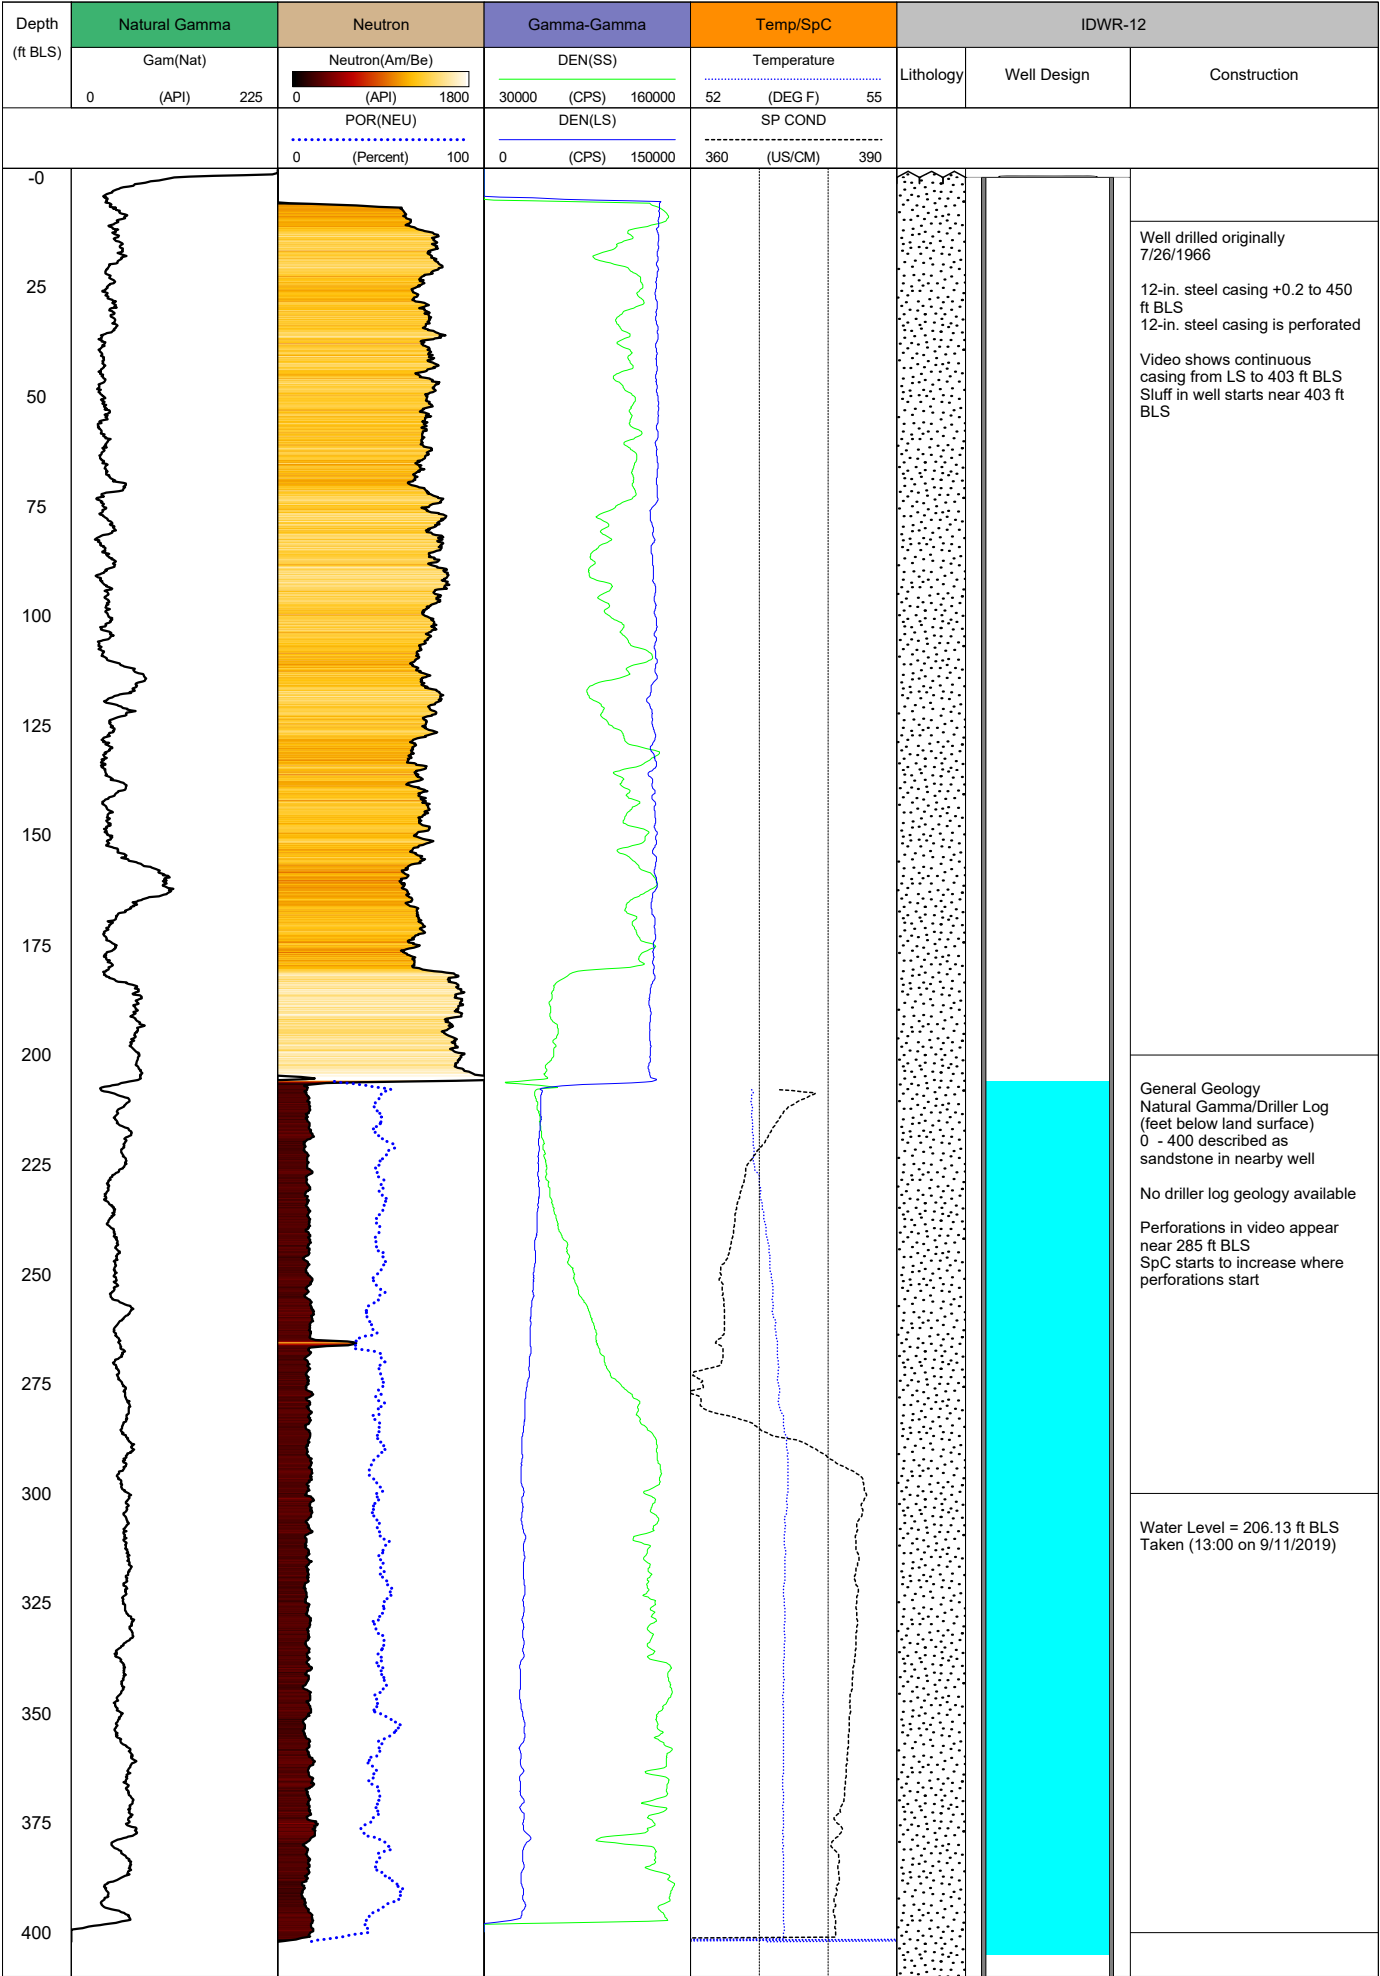 Depth
(ft BLS)
Natural Gamma
Neutron
Gamma-Gamma
Temp/SpC
IDWR-12
Gam(Nat)
0 (API) 225
Neutron(Am/Be)
0 (API) 1800
DEN(SS)
30000 (CPS) 160000
Temperature
52 (DEG F) 55
Lithology
Well Design
Construction
POR(NEU)
0 (Percent) 100
DEN(LS)
0 (CPS) 150000
SP COND
360 (US/CM) 390
-0
25
50
75
100
125
150
175
200
225
250
275
300
325
350
375
400
Well drilled originally
7/26/1966
12-in. steel casing +0.2 to 450
ft BLS
12-in. steel casing is perforated
Video shows continuous
casing from LS to 403 ft BLS
Sluff in well starts near 403 ft
BLS
General Geology
Natural Gamma/Driller Log
(feet below land surface)
0 - 400 described as
sandstone in nearby well
No driller log geology available
Perforations in video appear
near 285 ft BLS
SpC starts to increase where
perforations start
Water Level = 206.13 ft BLS
Taken (13:00 on 9/11/2019)